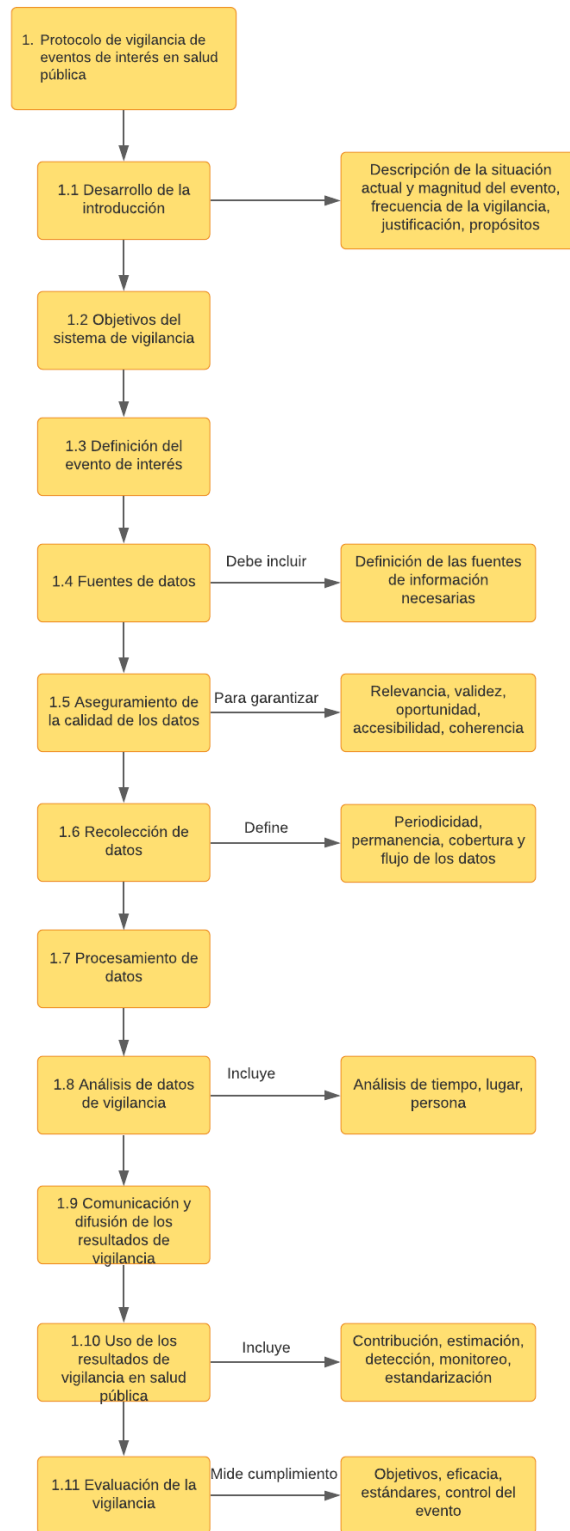 1. Protocolo de vigilancia de
eventos de interés en salud
pública
1.1 Desarrollo de la
introducción
Descripción de la situación
actual y magnitud del evento,
frecuencia de la vigilancia,
justificación, propósitos
1.2 Objetivos del
sistema de vigilancia
1.3 Definición del
evento de interés
1.4 Fuentes de datos
Debe incluir
Definición de las fuentes
de información
necesarias
1.5 Aseguramiento de
la calidad de los datos
Para garantizar
Relevancia, validez,
oportunidad,
accesibilidad, coherencia
1.6 Recolección de
datos
Define
Periodicidad,
permanencia, cobertura y
flujo de los datos
1.7 Procesamiento de
datos
1.8 Análisis de datos
de vigilancia
Incluye
Análisis de tiempo, lugar,
persona
1.9 Comunicación y
difusión de los
resultados de
vigilancia
1.10 Uso de los
resultados de
vigilancia en salud
pública
Incluye
Contribución, estimación,
detección, monitoreo,
estandarización
1.11 Evaluación de la
vigilancia
Mide cumplimiento
Objetivos, eficacia,
estándares, control del
evento